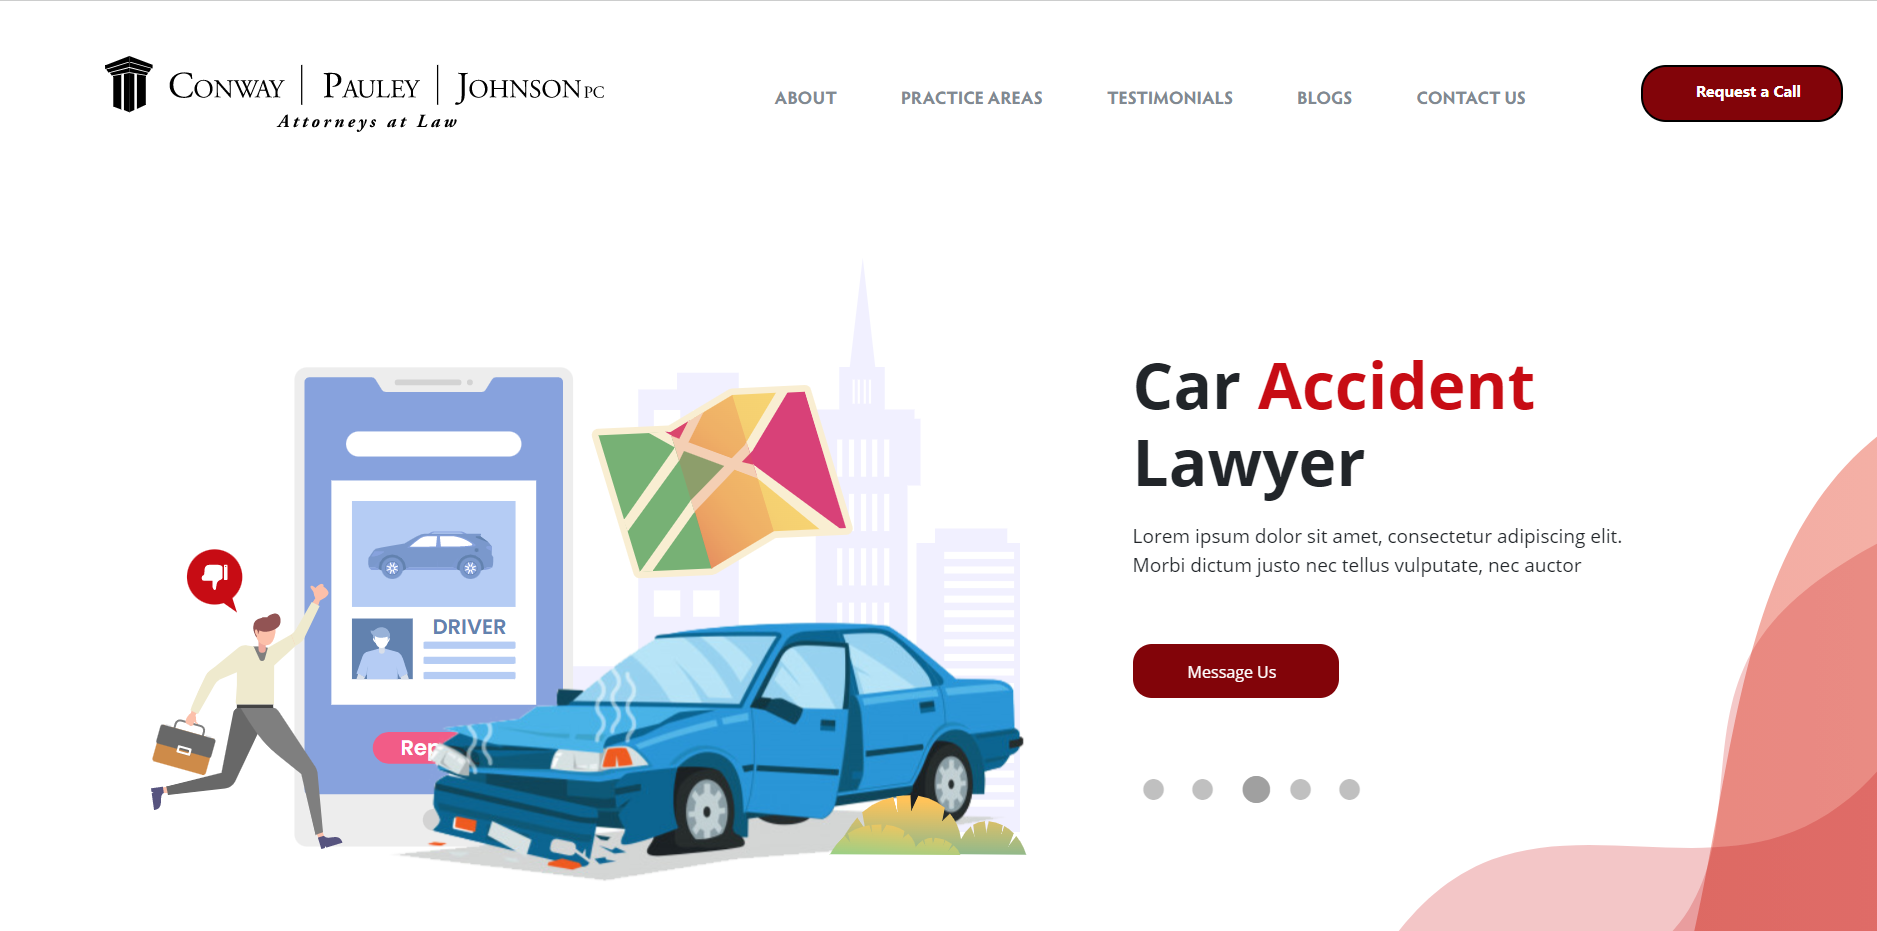 CONWAY | PAULEY | JOHNSON PC
Attorneys at Law
ABOUT
PRACTICE AREAS
TESTIMONIALS
BLOGS
CONTACT US
Request a Call
DRIVER
Rep
Car Accident
Lawyer
Lorem ipsum dolor sit amet, consectetur adipiscing elit.
Morbi dictum justo nec tellus vulputate, nec auctor
Message Us